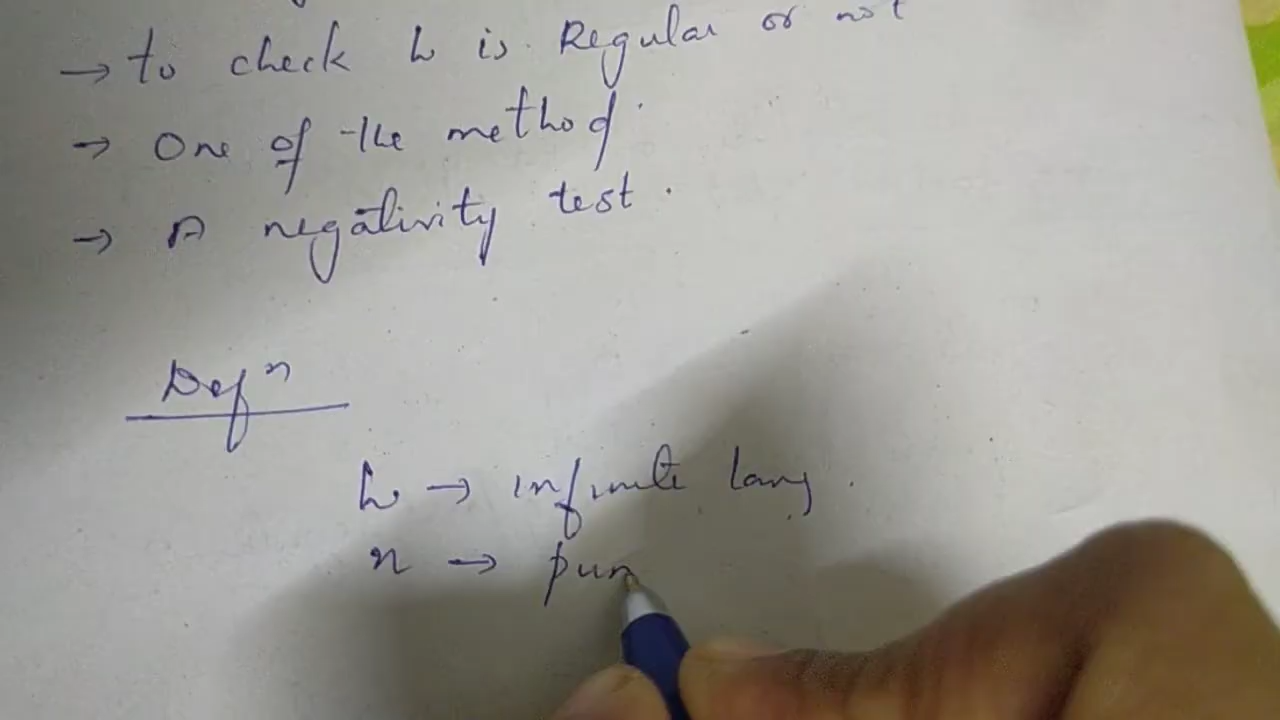 → to check L is Regular or not
→ One of the method.
→ A negativity test.
Defⁿ
L → infinite lang.
n → pum